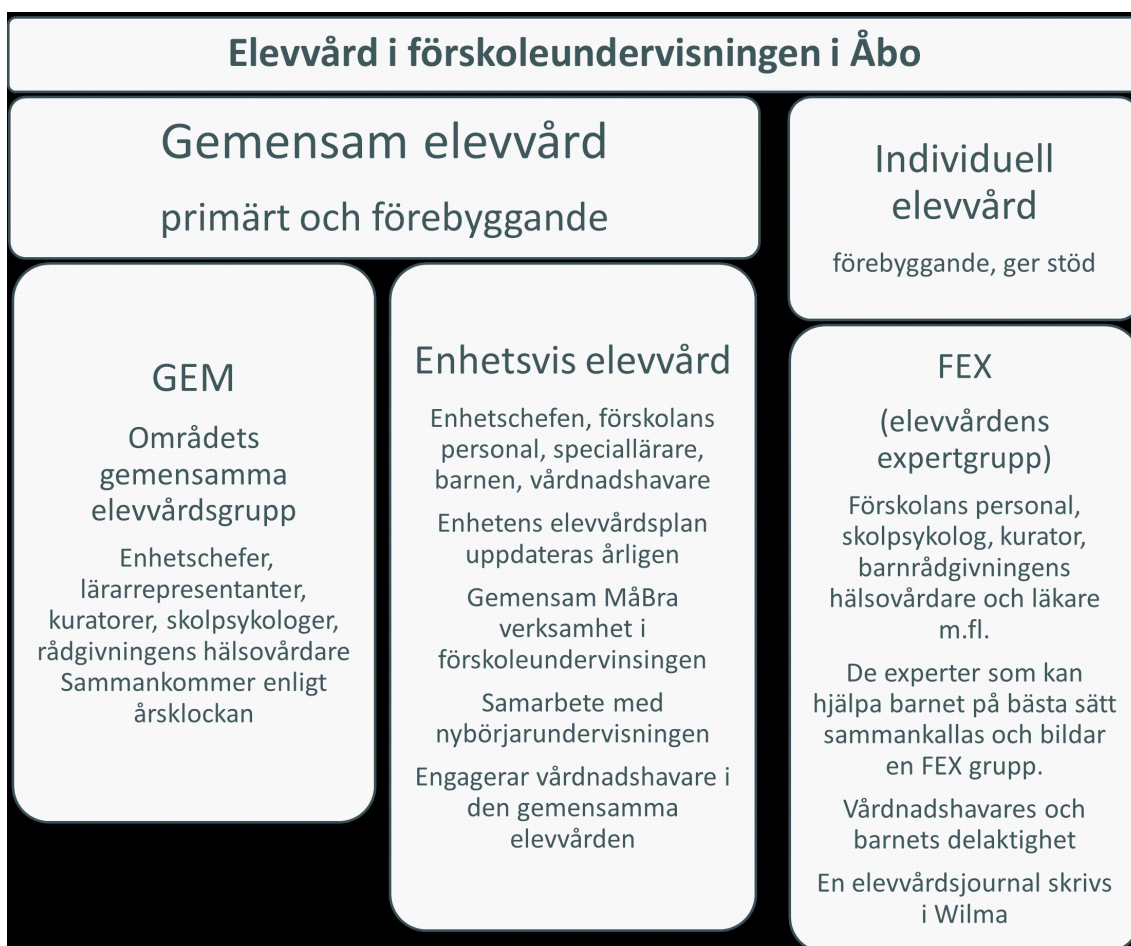 Elevvård i förskoleundervisningen i Åbo
Gemensam elevvård
primärt och förebyggande
Individuell
elevvård
förebyggande, ger stöd
GEM
Områdets
gemensamma
elevvårdsgrupp
Enhetschefer,
lärarrepresentanter,
kuratorer, skolpsykologer,
rådgivningens hälsovårdare
Sammankommer enligt
årsklockan
Enhetsvis elevvård
Enhetschefen, förskolans
personal, speciallärare,
barnen, vårdnadshavare
Enhetens elevvårdsplan
uppdateras årligen
Gemensam MåBra
verksamhet i
förskoleundervinsingen
Samarbete med
nybörjarundervisningen
Engagerar vårdnadshavare i
den gemensamma
elevvården
FEX
(elevvårdens
expertgrupp)
Förskolans personal,
skolpsykolog, kurator,
barnrådgivningens
hälsovårdare och läkare
m.fl.
De experter som kan
hjälpa barnet på bästa sätt
sammankallas och bildar
en FEX grupp.
Vårdnadshavares och
barnets delaktighet
En elevvårdsjournal skrivs
i Wilma